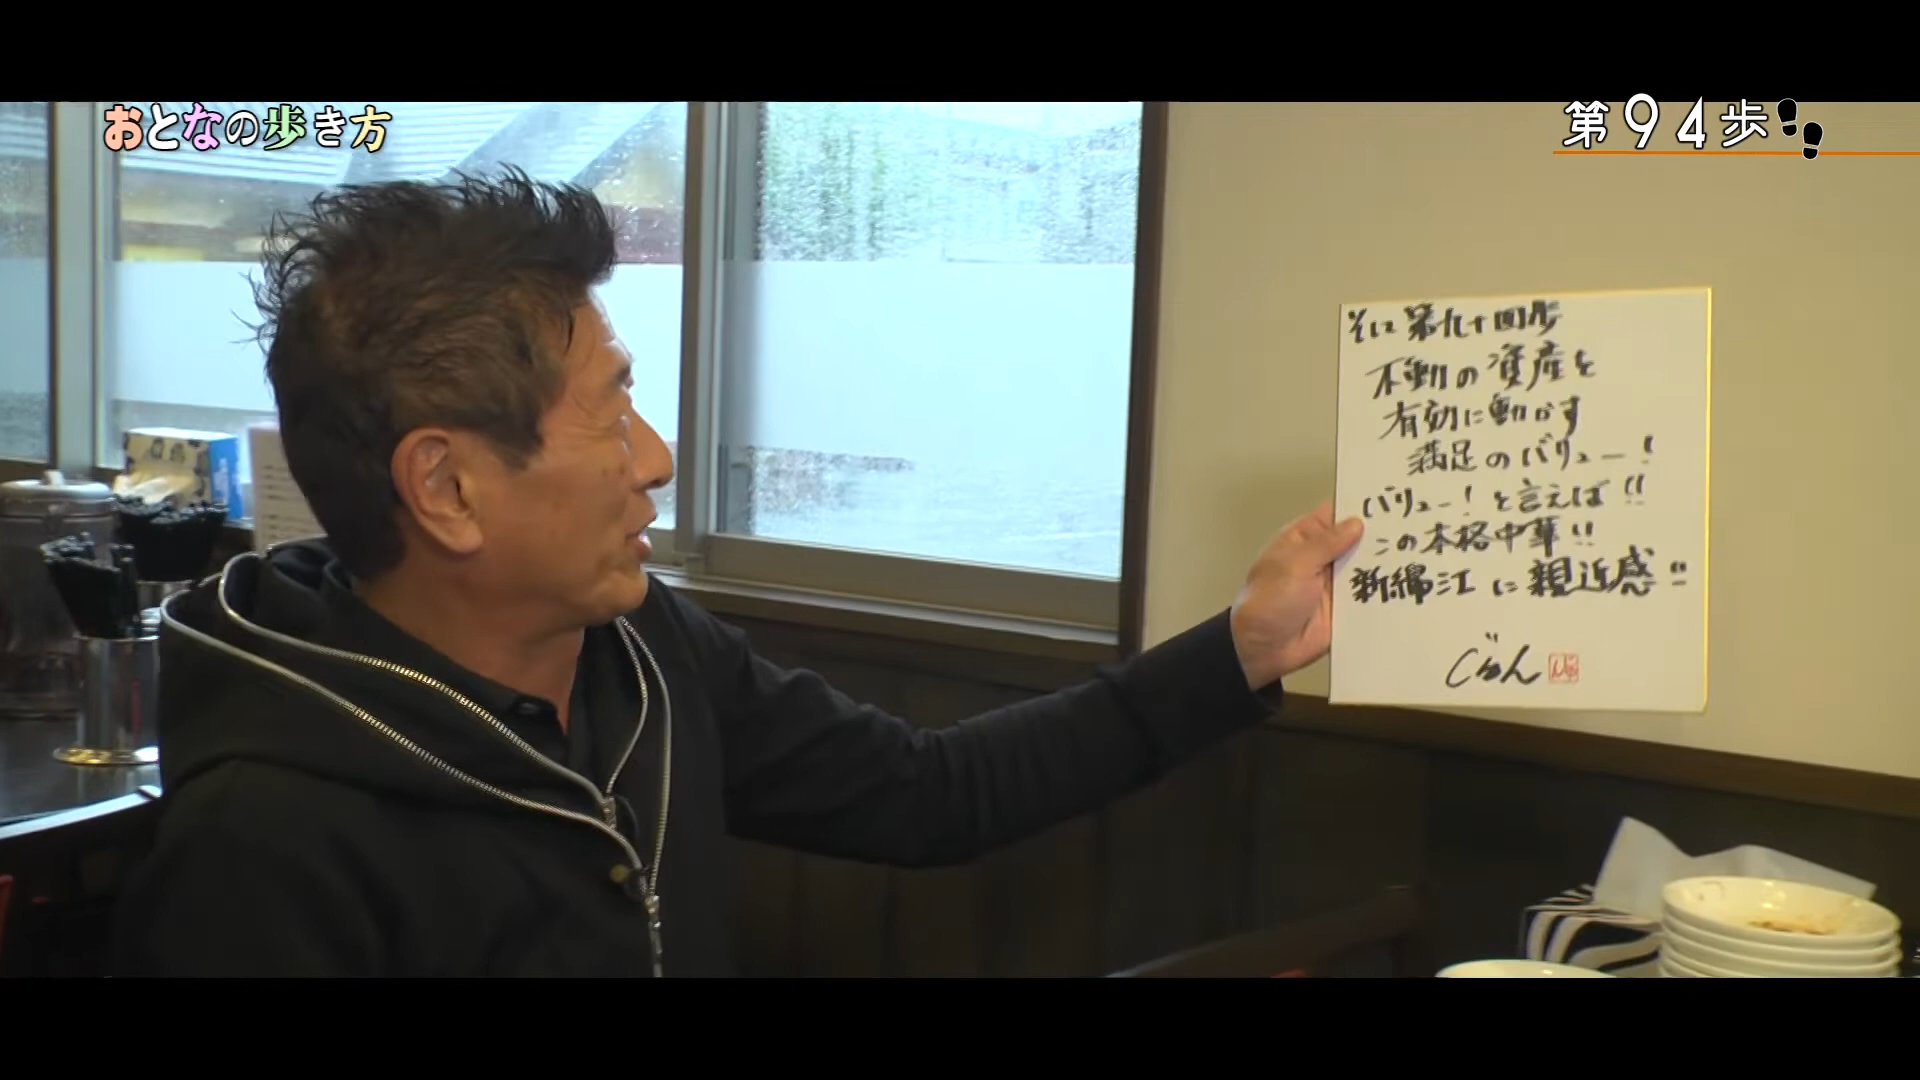 おとなの歩き方
第94歩
そして第九十四歩
不動の資産を
有効に動かす
満足のバリュー!
バリュー!と言えば!!
この本格中華!!
新綿江に親近感!!
じゅん